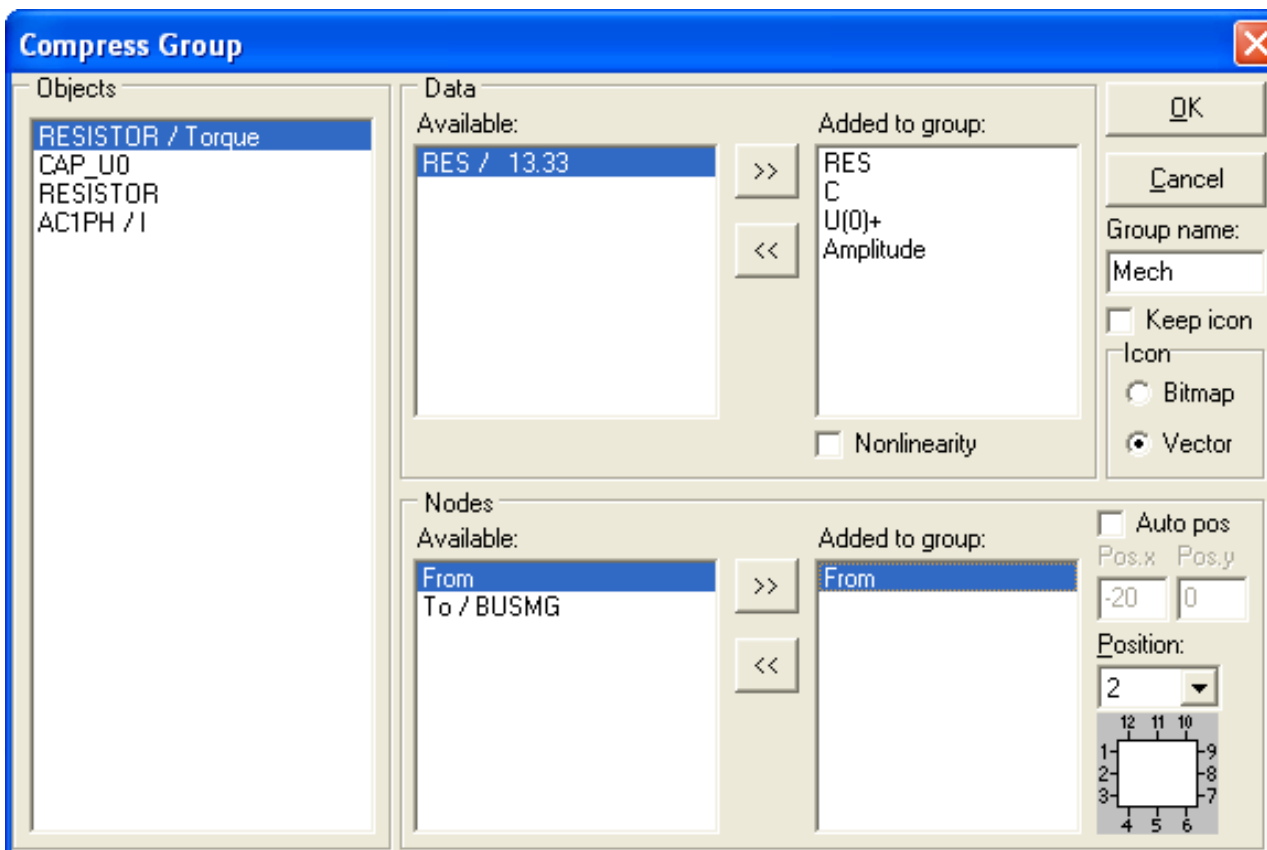 Compress Group
Objects
RESISTOR / Torque
CAP_U0
RESISTOR
AC1PH / I
Data
Available:
RES / 13.33
>>
<<
Added to group:
RES
C
U(0)+
Amplitude
Nonlinearity
OK
Cancel
Group name:
Mech
Keep icon
Icon
Bitmap
Vector
Nodes
Available:
From
To / BUSMG
>>
<<
Added to group:
From
Auto pos
Pos.x Pos.y
-20 0
Position:
2
12 11 10
1 9
2 8
3 7
4 5 6